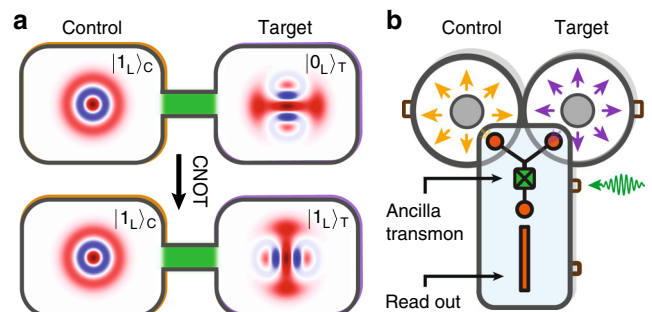 a
Control
Target
|1L⟩C
|0L⟩T
CNOT
|1L⟩C
|1L⟩T
b
Control
Target
Ancilla
transmon
Read out